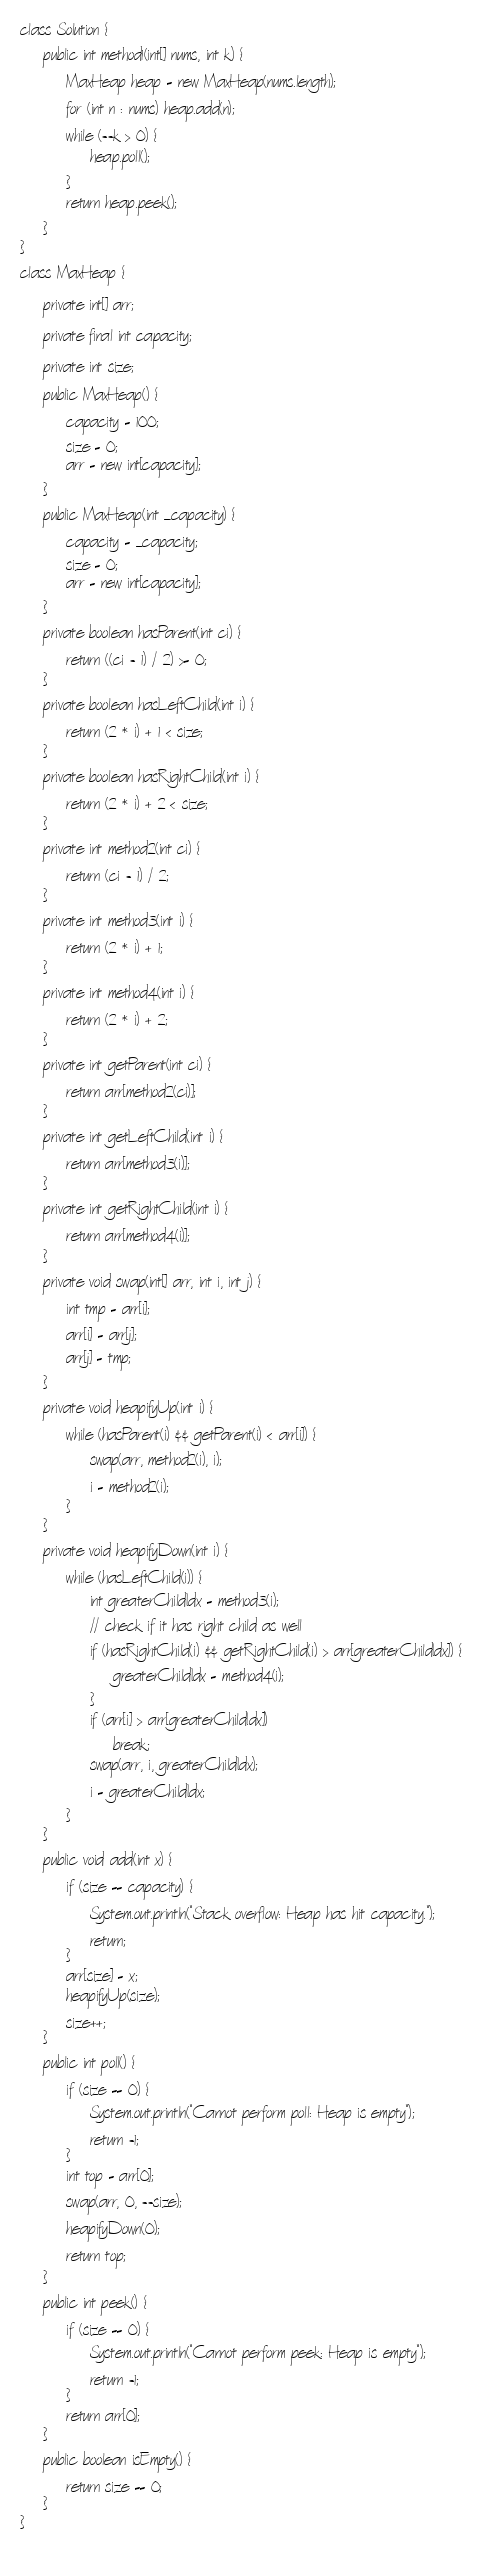 class Solution {
    public int method1(int[] nums, int k) {
        MaxHeap heap = new MaxHeap(nums.length);
        for (int n : nums) heap.add(n);
        while (--k > 0) {
            heap.poll();
        }
        return heap.peek();
    }
}
class MaxHeap {
    private int[] arr;
    private final int capacity;
    private int size;
    public MaxHeap() {
        capacity = 100;
        size = 0;
        arr = new int[capacity];
    }
    public MaxHeap(int _capacity) {
        capacity = _capacity;
        size = 0;
        arr = new int[capacity];
    }
    private boolean hasParent(int ci) {
        return ((ci - 1) / 2) >= 0;
    }
    private boolean hasLeftChild(int i) {
        return (2 * i) + 1 < size;
    }
    private boolean hasRightChild(int i) {
        return (2 * i) + 2 < size;
    }
    private int method2(int ci) {
        return (ci - 1) / 2;
    }
    private int method3(int i) {
        return (2 * i) + 1;
    }
    private int method4(int i) {
        return (2 * i) + 2;
    }
    private int getParent(int ci) {
        return arr[method2(ci)];
    }
    private int getLeftChild(int i) {
        return arr[method3(i)];
    }
    private int getRightChild(int i) {
        return arr[method4(i)];
    }
    private void swap(int[] arr, int i, int j) {
        int tmp = arr[i];
        arr[i] = arr[j];
        arr[j] = tmp;
    }
    private void heapifyUp(int i) {
        while (hasParent(i) && getParent(i) < arr[i]) {
            swap(arr, method2(i), i);
            i = method2(i);
        }
    }
    private void heapifyDown(int i) {
        while (hasLeftChild(i)) {
            int greaterChildIdx = method3(i);
            // check if it has right child as well
            if (hasRightChild(i) && getRightChild(i) > arr[greaterChildIdx]) {
                greaterChildIdx = method4(i);
            }
            if (arr[i] > arr[greaterChildIdx])
                break;
            swap(arr, i, greaterChildIdx);
            i = greaterChildIdx;
        }
    }
    public void add(int x) {
        if (size == capacity) {
            System.out.println("Stack overflow: Heap has hit capacity.");
            return;
        }
        arr[size] = x;
        heapifyUp(size);
        size++;
    }
    public int poll() {
        if (size == 0) {
            System.out.println("Cannot perform poll: Heap is empty");
            return -1;
        }
        int top = arr[0];
        swap(arr, 0, --size);
        heapifyDown(0);
        return top;
    }
    public int peek() {
        if (size == 0) {
            System.out.println("Cannot perform peek: Heap is empty");
            return -1;
        }
        return arr[0];
    }
    public boolean isEmpty() {
        return size == 0;
    }
}